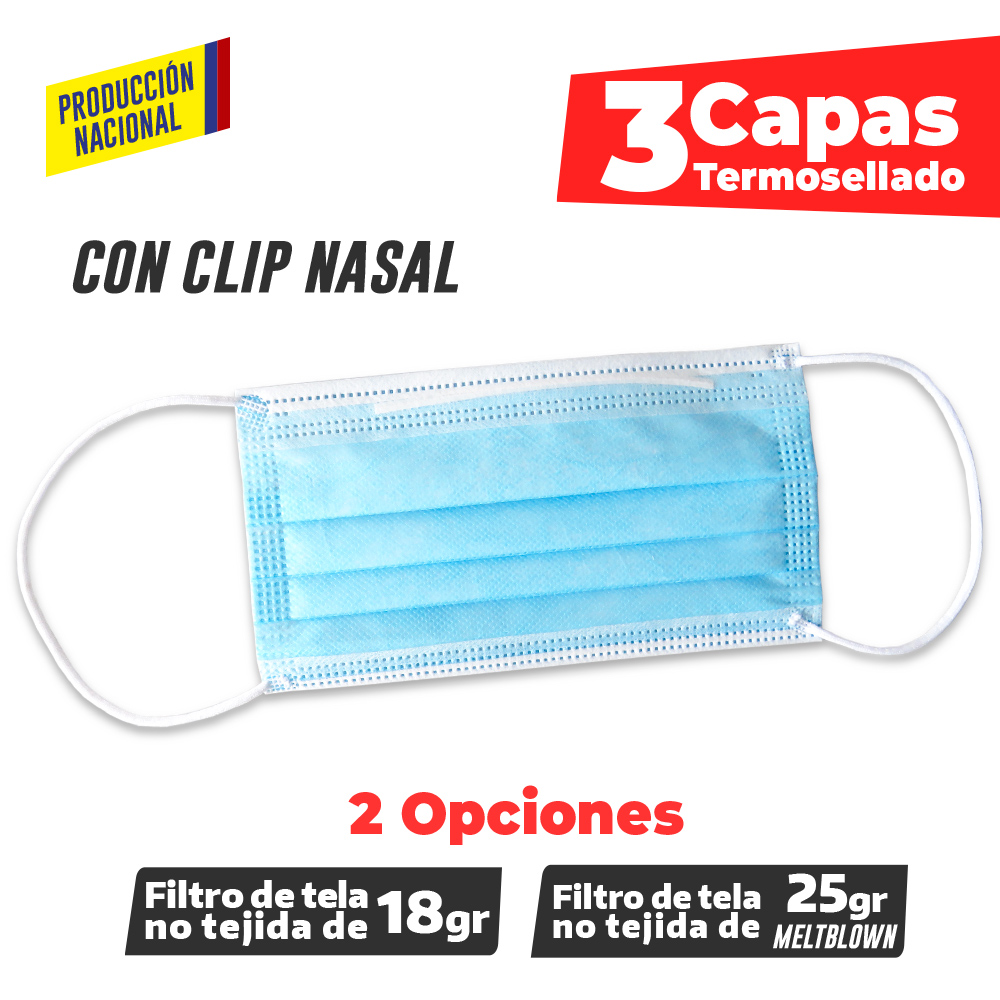 PRODUCCIÓN
NACIONAL
3 Capas
Termosellado
CON CLIP NASAL
2 Opciones
Filtro de tela
no tejida de 18gr
Filtro de tela
no tejida de 25gr
MELTBLOWN